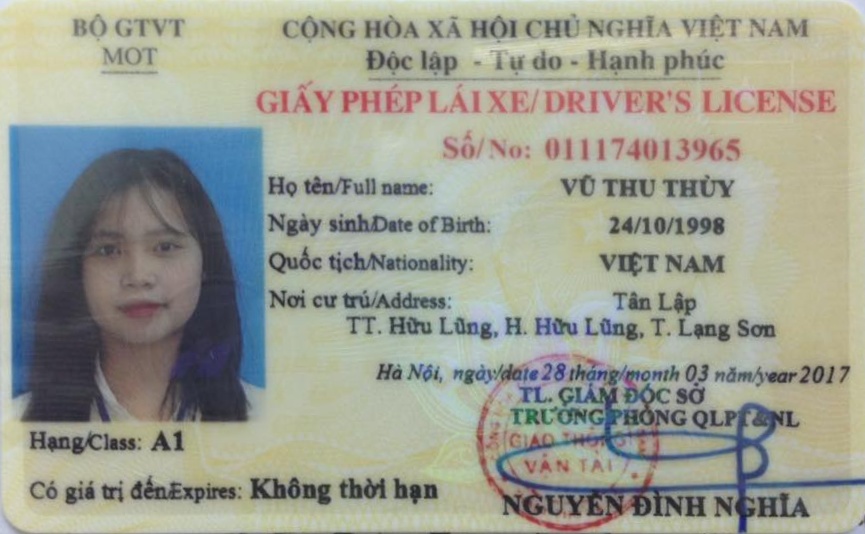 BỘ GTVT
MOT
CỘNG HÒA XÃ HỘI CHỦ NGHĨA VIỆT NAM
Độc lập - Tự do - Hạnh phúc
GIẤY PHÉP LÁI XE/ DRIVER'S LICENSE
Số/ No: 011174013965
Họ tên/Full name: VŨ THU THÙY
Ngày sinh/Date of Birth: 24/10/1998
Quốc tịch/Nationality: VIỆT NAM
Nơi cư trú/Address: Tân Lập
TT. Hữu Lũng, H. Hữu Lũng, T. Lạng Sơn
Hà Nội, ngày/date 28 tháng/month 03 năm/year 2017
TL. GIÁM ĐỐC SỞ
TRƯỞNG PHÒNG QLPT&NL
GIAO THÔNG
VẬN TẢI
NGUYỄN ĐÌNH NGHĨA
Hạng/Class: A1
Có giá trị đến/Expires: Không thời hạn